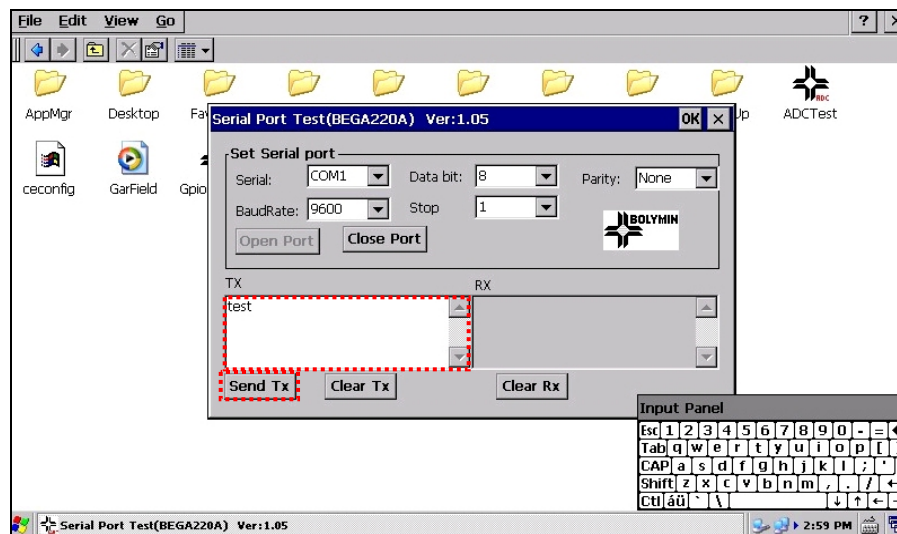 File Edit View Go ?
AppMgr Desktop Fav Up ADCTest
ADC
ceconfig GarField Gpio
Serial Port Test(BEGA220A) Ver:1.05 OK ×
Set Serial port
Serial: COM1 Data bit: 8 Parity: None
BaudRate: 9600 Stop 1
BOLYMIN
Open Port Close Port
TX RX
test
Send Tx Clear Tx Clear Rx
Input Panel
Esc 1 2 3 4 5 6 7 8 9 0 - =
Tab q w e r t y u i o p [ ]
CAP a s d f g h j k l ; '
Shift z x c v b n m , . / ←
Ctl áü ` \ ↓ ↑ ← →
Serial Port Test(BEGA220A) Ver:1.05 2:59 PM